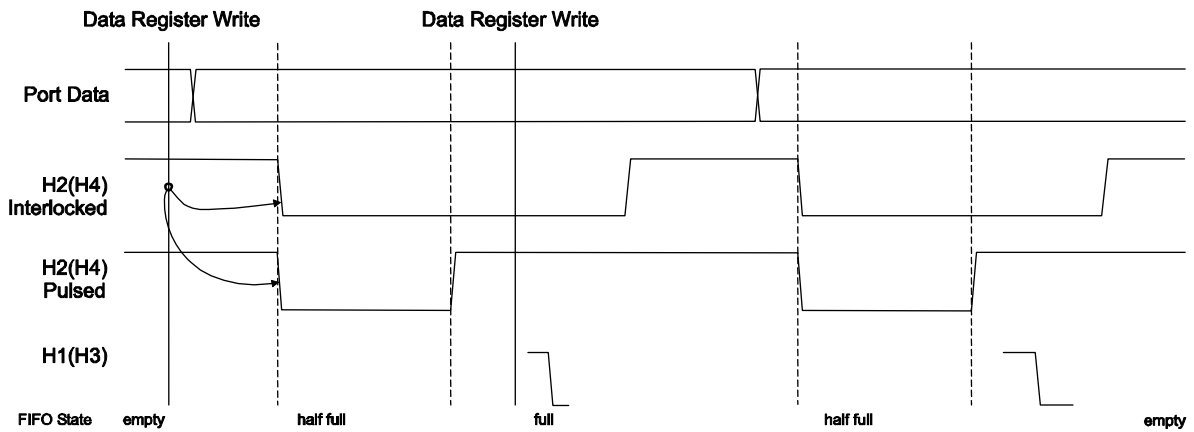 Data Register Write Data Register Write
Port Data
H2(H4)
Interlocked
H2(H4)
Pulsed
H1(H3)
FIFO State empty half full full half full empty